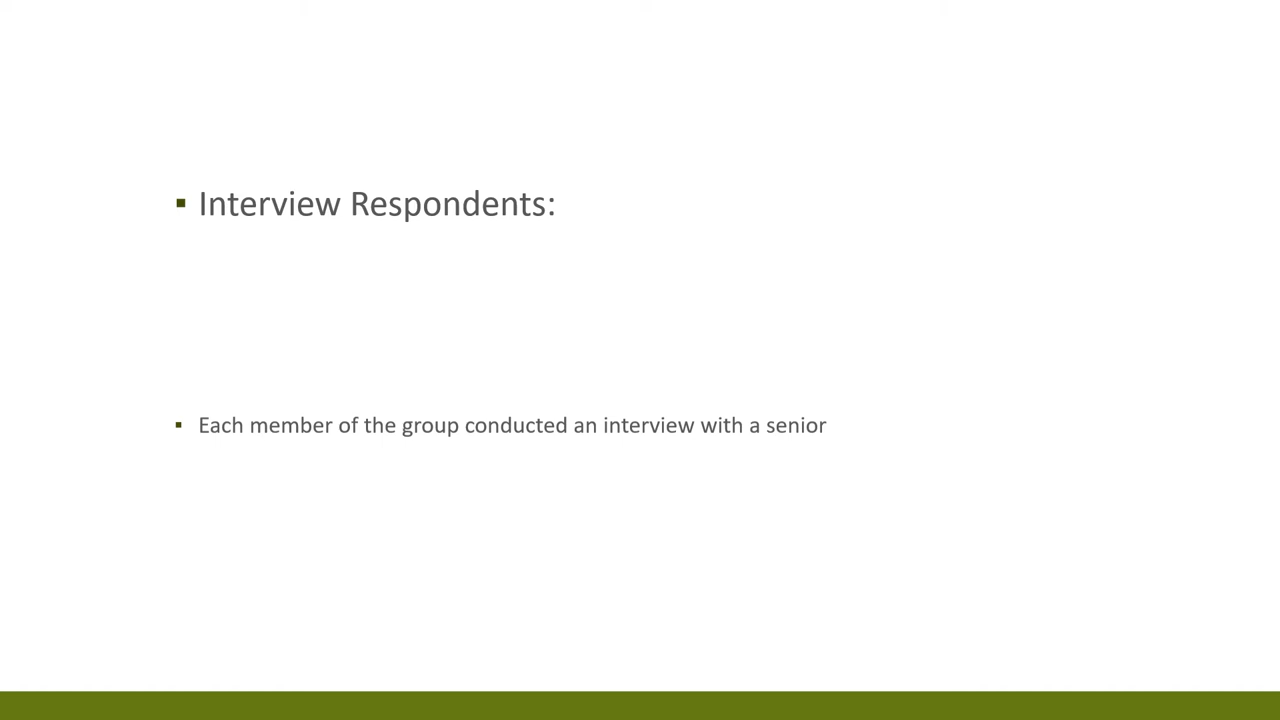 ▪ Interview Respondents:
▪ Each member of the group conducted an interview with a senior